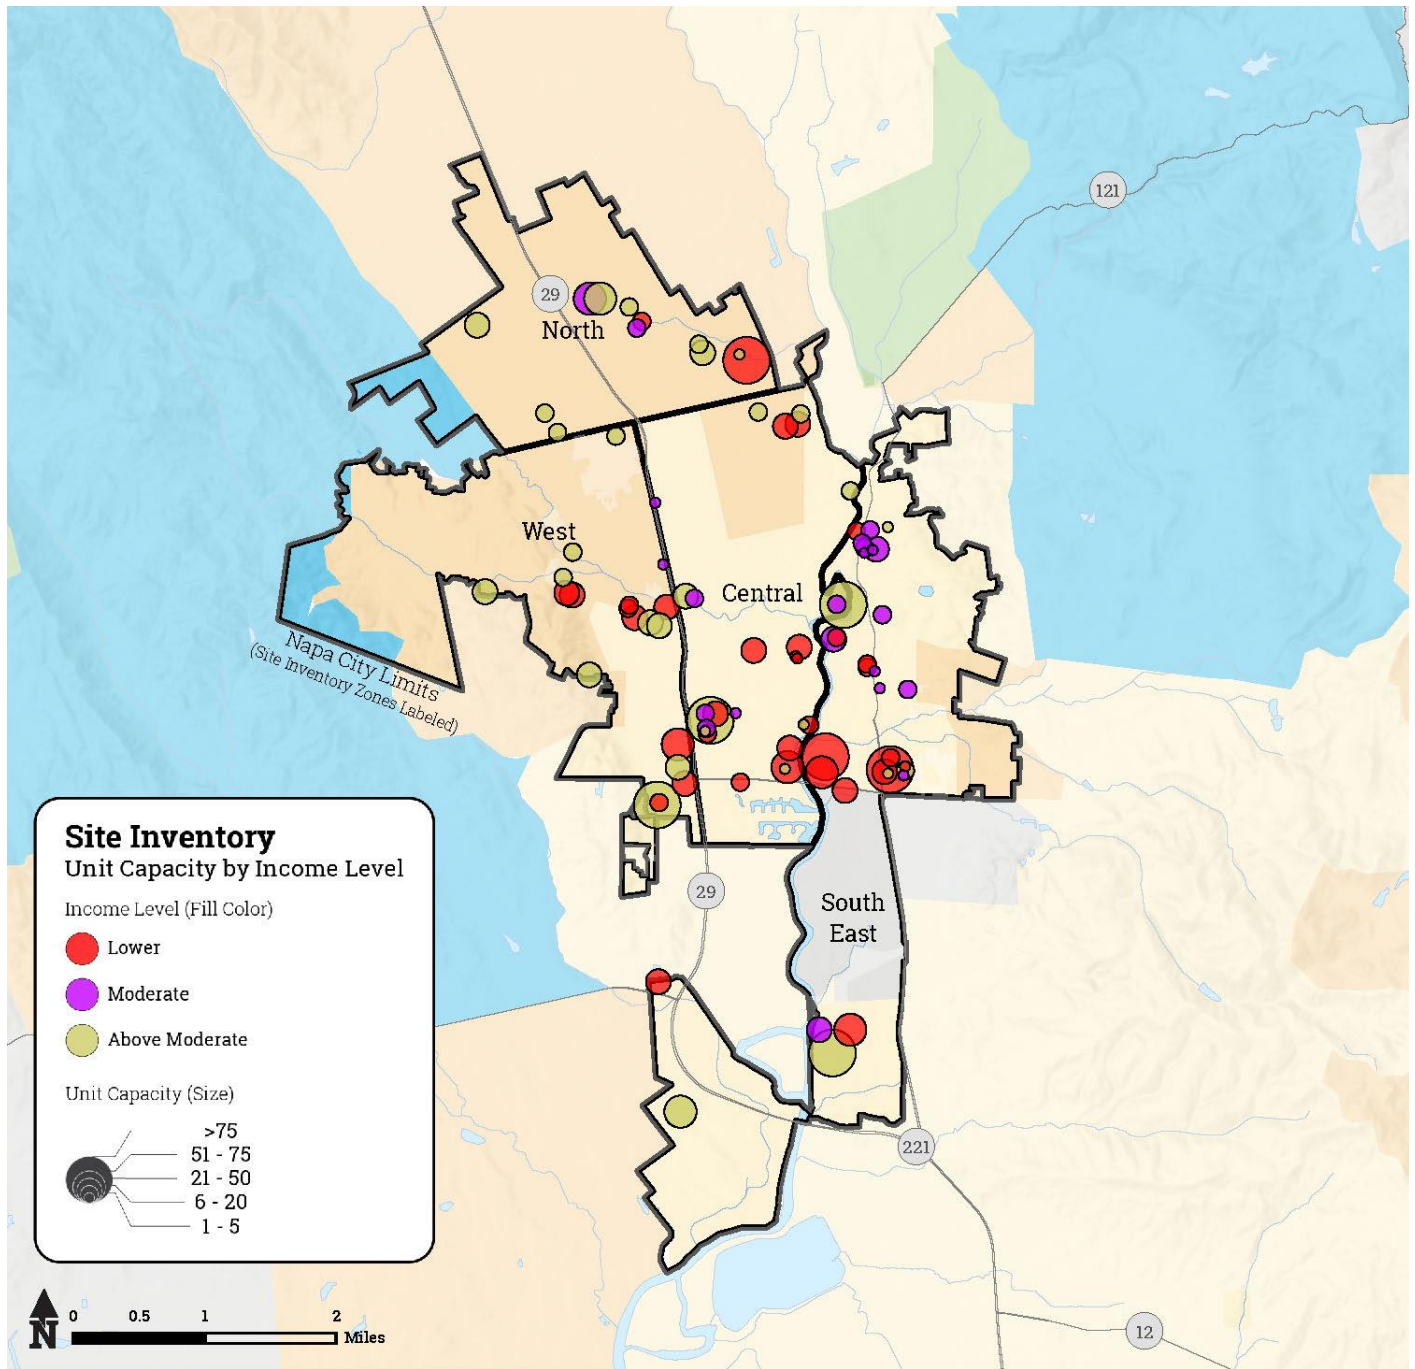 121
29
North
West
Central
Napa City Limits
(Site Inventory Zones Labeled)
Site Inventory
Unit Capacity by Income Level
Income Level (Fill Color)
Lower
Moderate
Above Moderate
Unit Capacity (Size)
>75
51 - 75
21 - 50
6 - 20
1 - 5
29
South
East
221
12
N
0 0.5 1 2
Miles